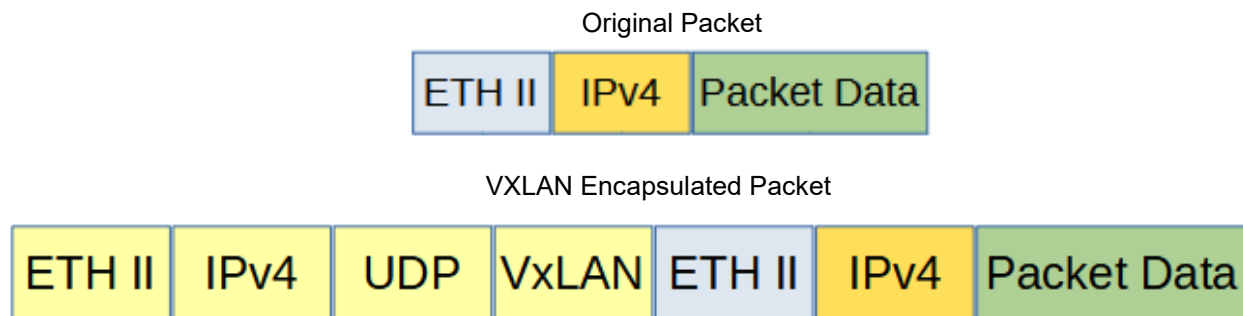 Original Packet
ETH II IPv4 Packet Data
VXLAN Encapsulated Packet
ETH II IPv4 UDP VxLAN ETH II IPv4 Packet Data